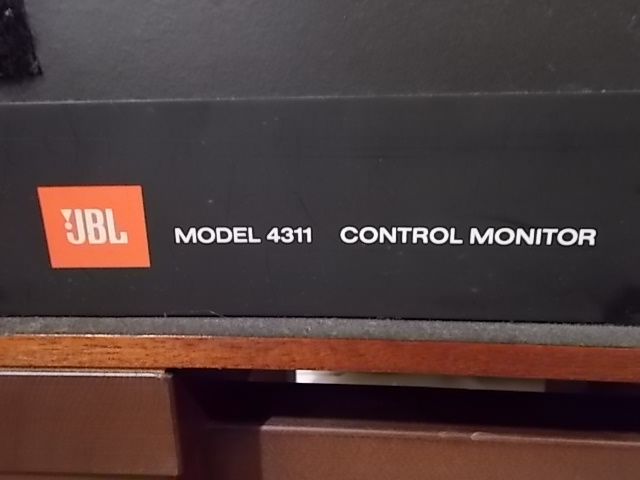 JBL
MODEL 4311 CONTROL MONITOR